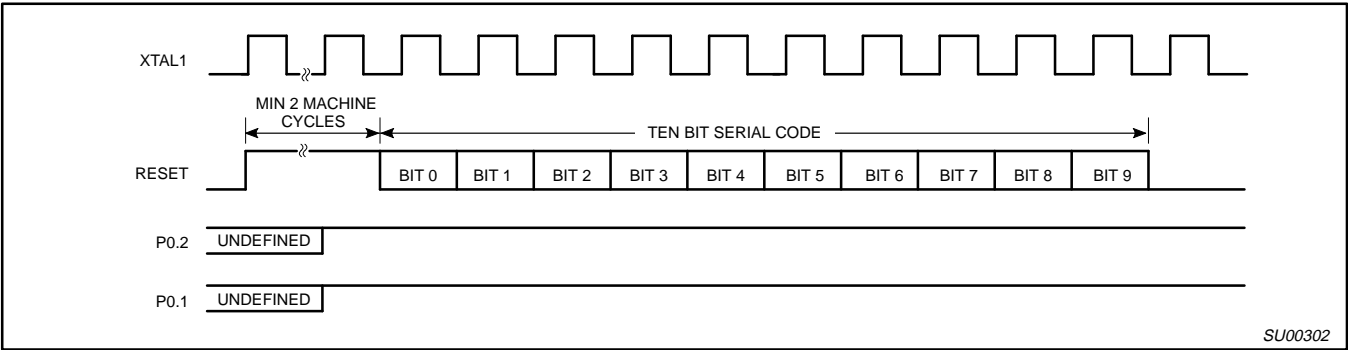 XTAL1
MIN 2 MACHINE
CYCLES
TEN BIT SERIAL CODE
RESET
BIT 0 BIT 1 BIT 2 BIT 3 BIT 4 BIT 5 BIT 6 BIT 7 BIT 8 BIT 9
P0.2 UNDEFINED
P0.1 UNDEFINED
SU00302